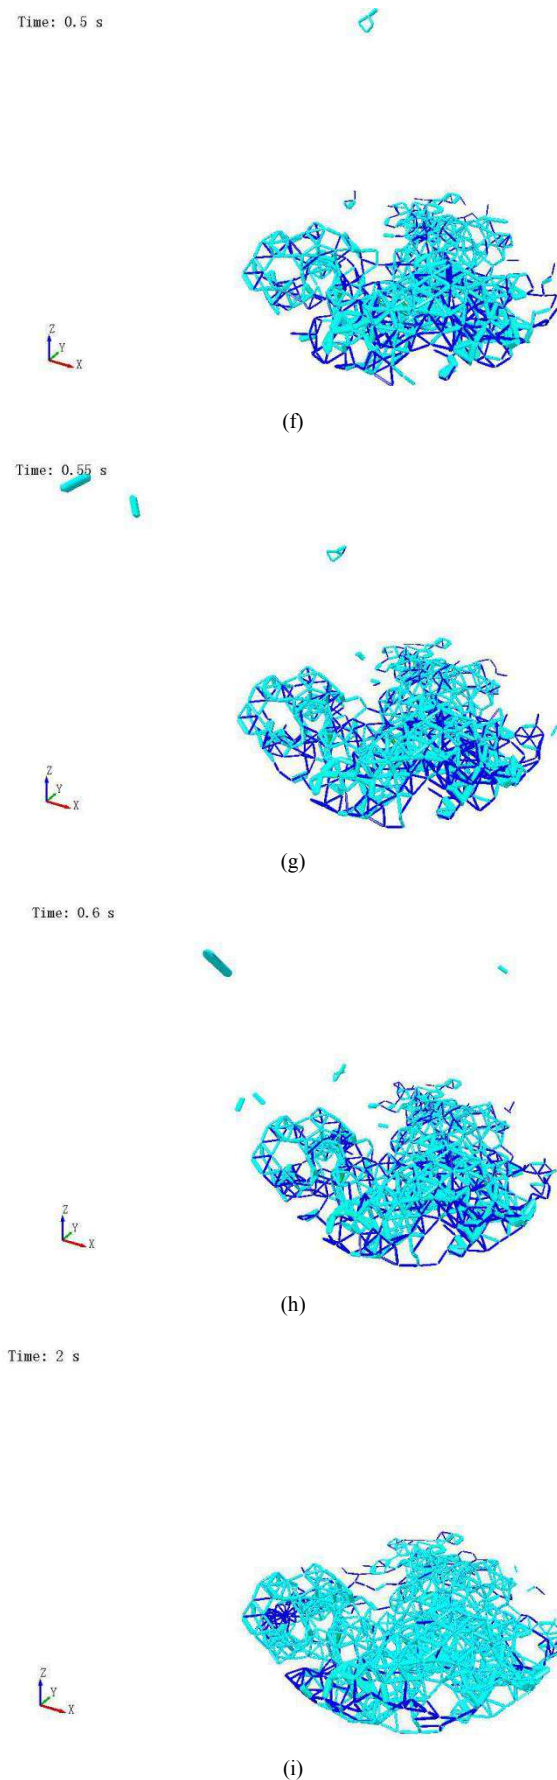 Time: 0.5 s
Z
Y
X
(f)
Time: 0.55 s
Z
Y
X
(g)
Time: 0.6 s
Z
Y
X
(h)
Time: 2 s
Z
Y
X
(i)